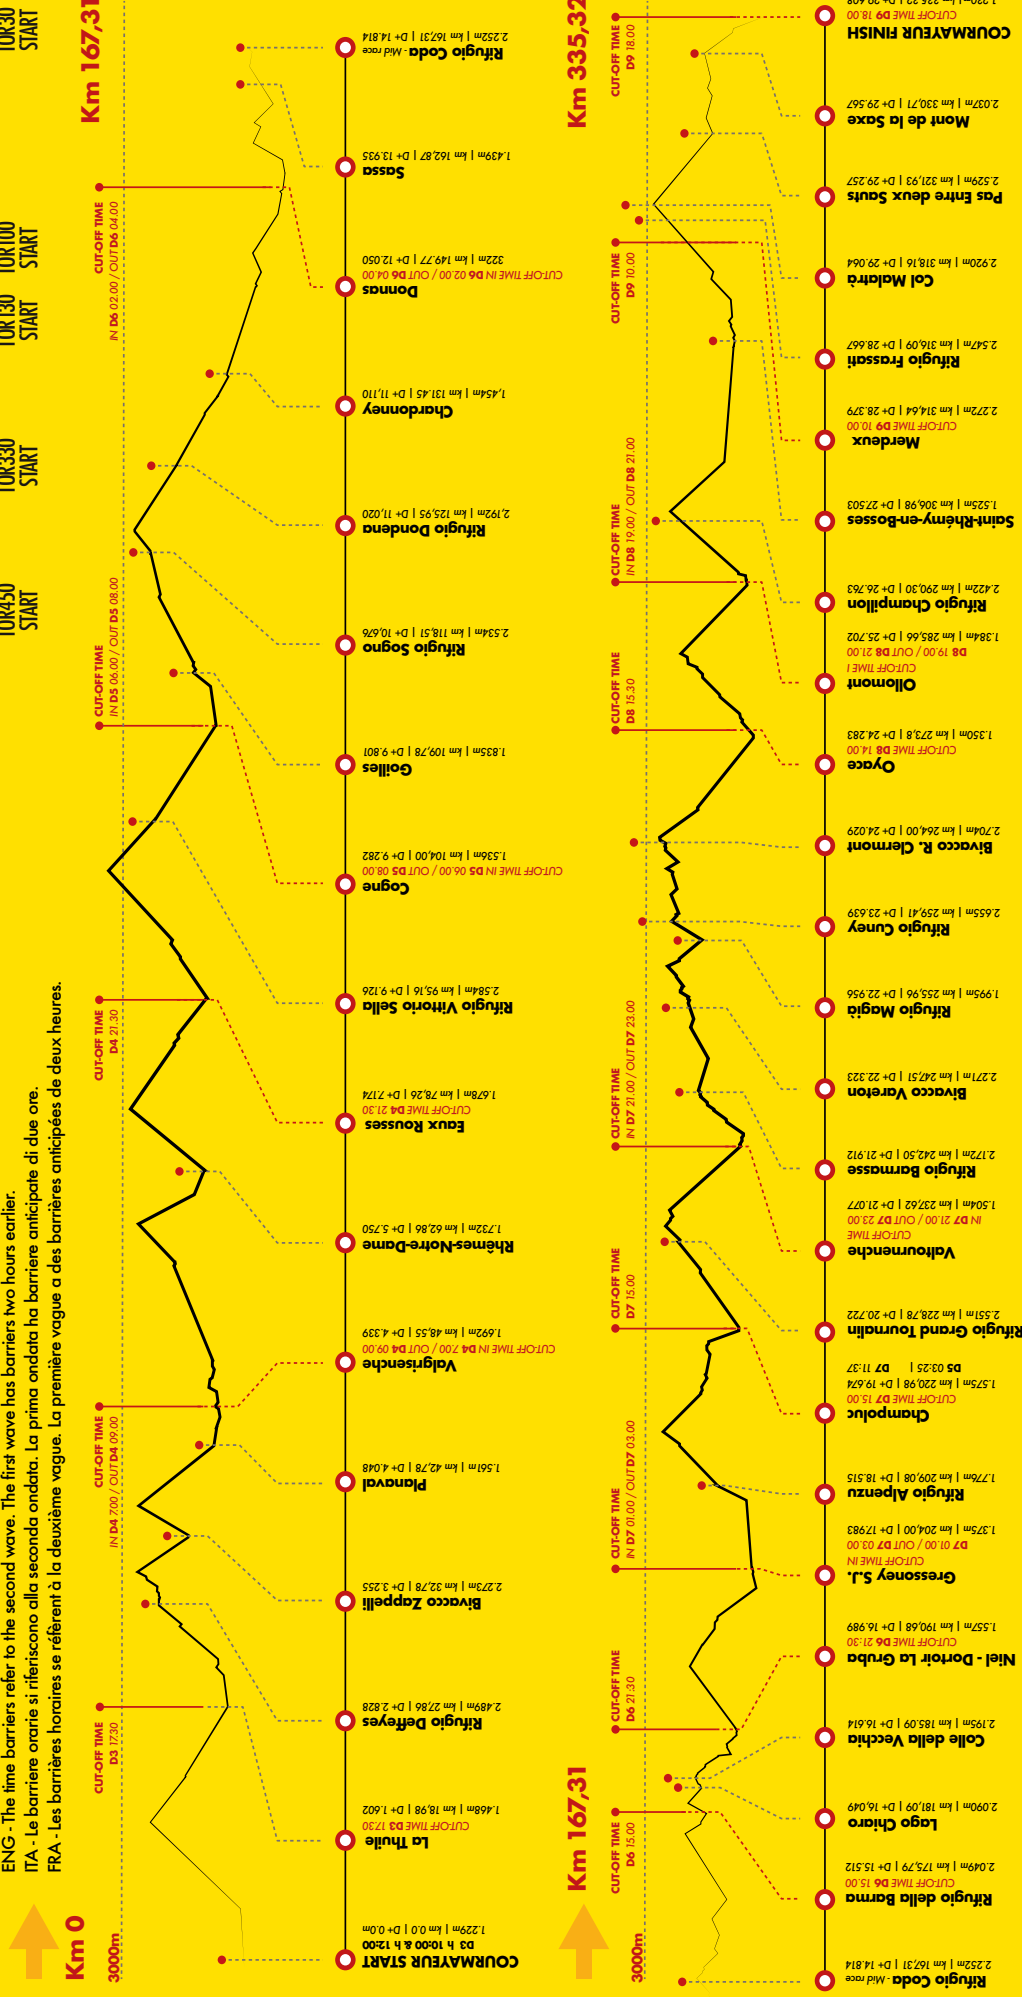 TOR450
START
TOR330
START
TOR130
START
TOR100
START
TOR30
START
ENG - The time barriers refer to the second wave. The first wave has barriers two hours earlier.
ITA - Le barriere orarie si riferiscono alla seconda ondata. La prima ondata ha barriere anticipate di due ore.
FRA - Les barrières horaires se réfèrent à la deuxième vague. La première vague a des barrières anticipées de deux heures.
Km 0
Km 167,31
3000m
CUT-OFF TIME
D3 17.30
CUT-OFF TIME
IN D4 7.00 / OUT D4 09.00
CUT-OFF TIME
D4 21.30
CUT-OFF TIME
IN D5 06.00 / OUT D5 08.00
CUT-OFF TIME
IN D6 02.00 / OUT D6 04.00
COURMAYEUR START
D3 h 10:00 & h 12:00
1.229m | km 0.0 | D+ 0.0m
La Thuile
CUT-OFF TIME D3 17.30
1.468m | km 18,98 | D+ 1.602
Rifugio Deffeyes
2.489m | km 27,86 | D+ 2.828
Bivacco Zappelli
2.273m | km 32,78 | D+ 3.255
Planaval
1.561m | km 42,78 | D+ 4.048
Valgrisenche
CUT-OFF TIME IN D4 7.00 / OUT D4 09.00
1.692m | km 48,55 | D+ 4.339
Rhêmes-Notre-Dame
1.732m | km 62,86 | D+ 5.750
Eaux Rousses
CUT-OFF TIME D4 21.30
1.678m | km 78,26 | D+ 7.174
Rifugio Vittorio Sella
2.584m | km 95,16 | D+ 9.126
Cogne
CUT-OFF TIME IN D5 06.00 / OUT D5 08.00
1.536m | km 104,00 | D+ 9.282
Goilles
1.835m | km 109,78 | D+ 9.801
Rifugio Sogno
2.534m | km 118,51 | D+ 10,676
Rifugio Dondena
2,192m | km 125,95 | D+ 11,020
Chardonney
1,454m | km 131.45 | D+ 11,110
Donnas
CUT-OFF TIME IN D6 02.00 / OUT D6 04.00
322m | km 149,77 | D+ 12.050
Sassa
1.439m | km 162,87 | D+ 13.935
Rifugio Coda - Mid race
2.252m | km 167,31 | D+ 14.814
Km 167,31
Km 335,32
3000m
CUT-OFF TIME
D6 15.00
CUT-OFF TIME
D6 21:30
CUT-OFF TIME
IN D7 01.00 / OUT D7 03.00
CUT-OFF TIME
D7 15.00
CUT-OFF TIME
IN D7 21.00 / OUT D7 23.00
CUT-OFF TIME
D8 15.30
CUT-OFF TIME
IN D8 19.00 / OUT D8 21.00
CUT-OFF TIME
D9 10.00
CUT-OFF TIME
D9 18.00
Rifugio Coda - Mid race
2.252m | km 167,31 | D+ 14.814
Rifugio della Barma
CUT-OFF TIME D6 15.00
2.049m | km 175,79 | D+ 15.512
Lago Chiaro
2.090m | km 181,09 | D+ 16,049
Colle della Vecchia
2.195m | km 185,09 | D+ 16.614
Niel - Dortoir La Gruba
CUT-OFF TIME D6 21:30
1.557m | km 190,68 | D+ 16.989
Gressoney S.J.
CUT-OFF TIME IN
D7 01.00 / OUT D7 03.00
1.375m | km 204,00 | D+ 17.983
Rifugio Alpenzu
1.776m | km 209,08 | D+ 18.515
Champoluc
CUT-OFF TIME D7 15.00
1.575m | km 220,98 | D+ 19.674
D5 03:25 | D7 11:37
Rifugio Grand Tournalin
2.551m | km 228,78 | D+ 20.722
Valtournenche
CUT-OFF TIME
IN D7 21.00 / OUT D7 23.00
1.504m | km 237,62 | D+ 21.077
Rifugio Barmasse
2.172m | km 242,50 | D+ 21.912
Bivacco Vareton
2.271m | km 247,51 | D+ 22.323
Rifugio Magià
1.995m | km 255,96 | D+ 22.956
Rifugio Cuney
2.655m | km 259,41 | D+ 23.639
Bivacco R. Clermont
2.704m | km 264,00 | D+ 24.029
Oyace
CUT-OFF TIME D8 14.00
1.350m | km 273,8 | D+ 24.283
Ollomont
CUT-OFF TIME I
D8 19.00 / OUT D8 21.00
1.384m | km 285,66 | D+ 25.702
Rifugio Champillon
2.422m | km 290,30 | D+ 26.763
Saint-Rhémy-en-Bosses
1.525m | km 306,98 | D+ 27.503
Merdeux
CUT-OFF TIME D9 10.00
2.272m | km 314,64 | D+ 28.379
Rifugio Frassati
2.547m | km 316,09 | D+ 28.667
Col Malatrà
2.920m | km 318,16 | D+ 29.064
Pas Entre deux Sauts
2.529m | km 321,93 | D+ 29.257
Mont de la Saxe
2.037m | km 330,71 | D+ 29.567
COURMAYEUR FINISH
CUT-OFF TIME D9 18.00